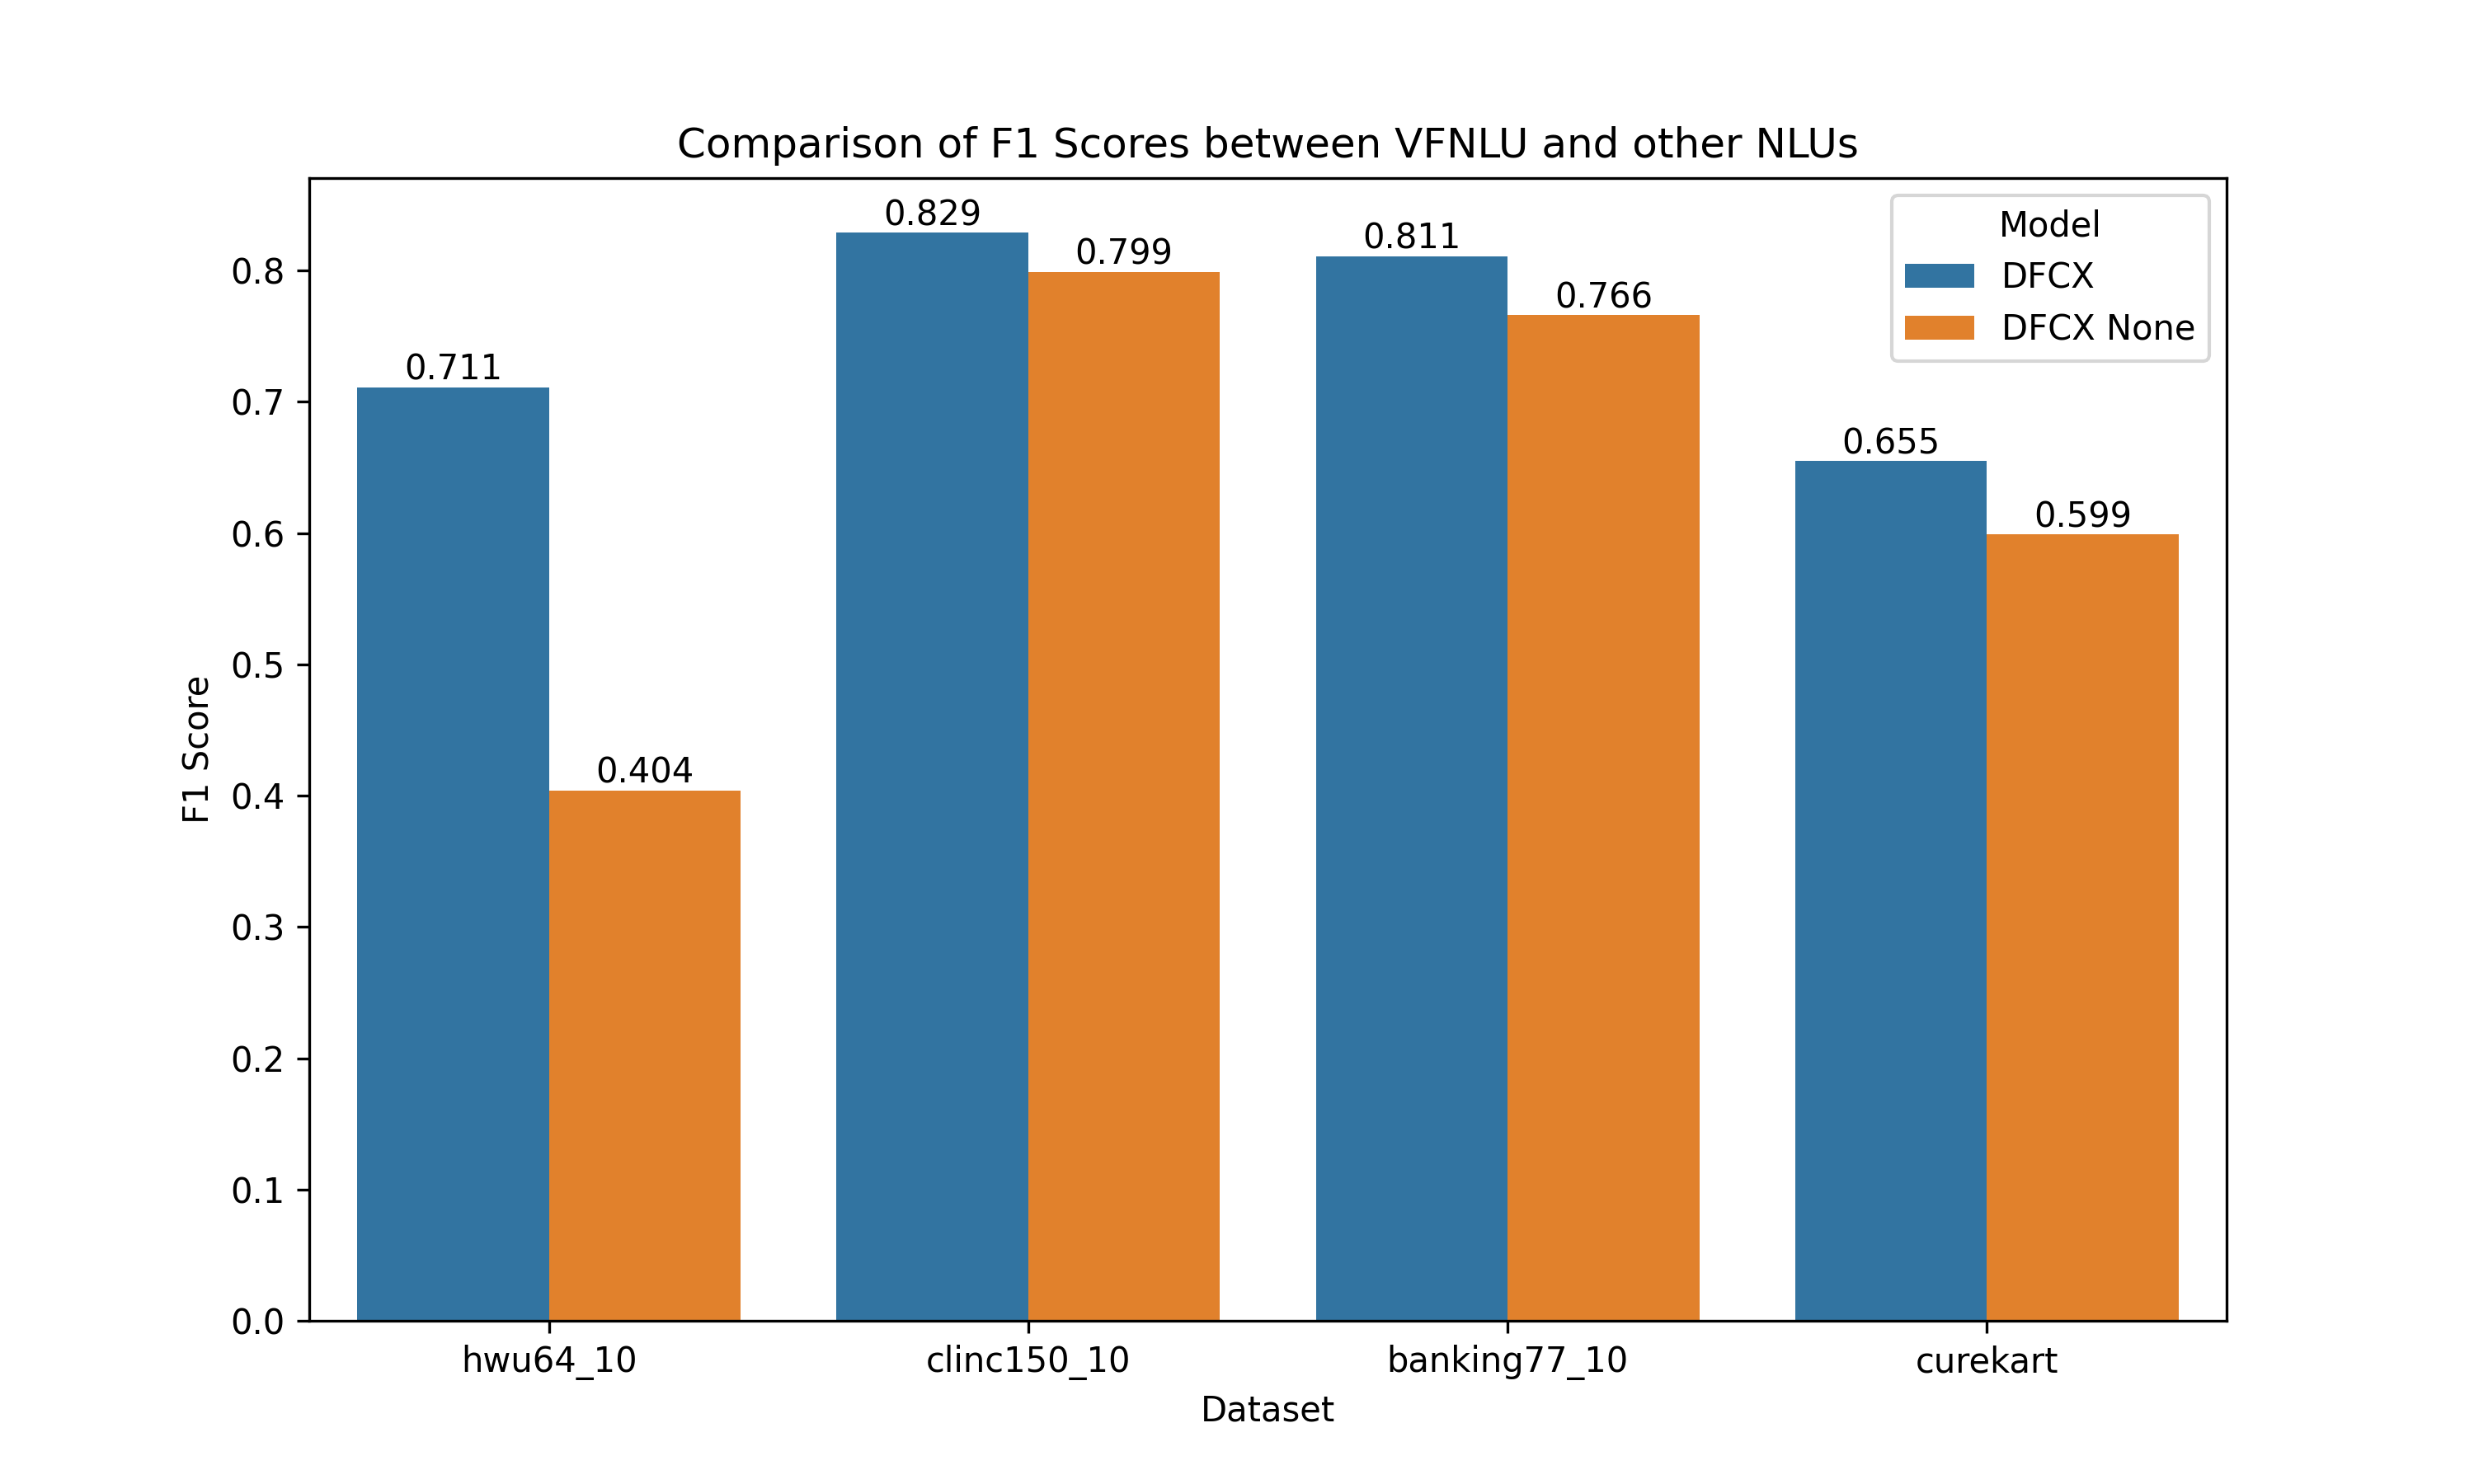 Comparison of F1 Scores between VFNLU and other NLUs
Model
DFCX
DFCX None
0.711
0.404
0.829
0.799
0.811
0.766
0.655
0.599
F1 Score
0.8
0.7
0.6
0.5
0.4
0.3
0.2
0.1
0.0
hwu64_10
clinc150_10
banking77_10
curekart
Dataset